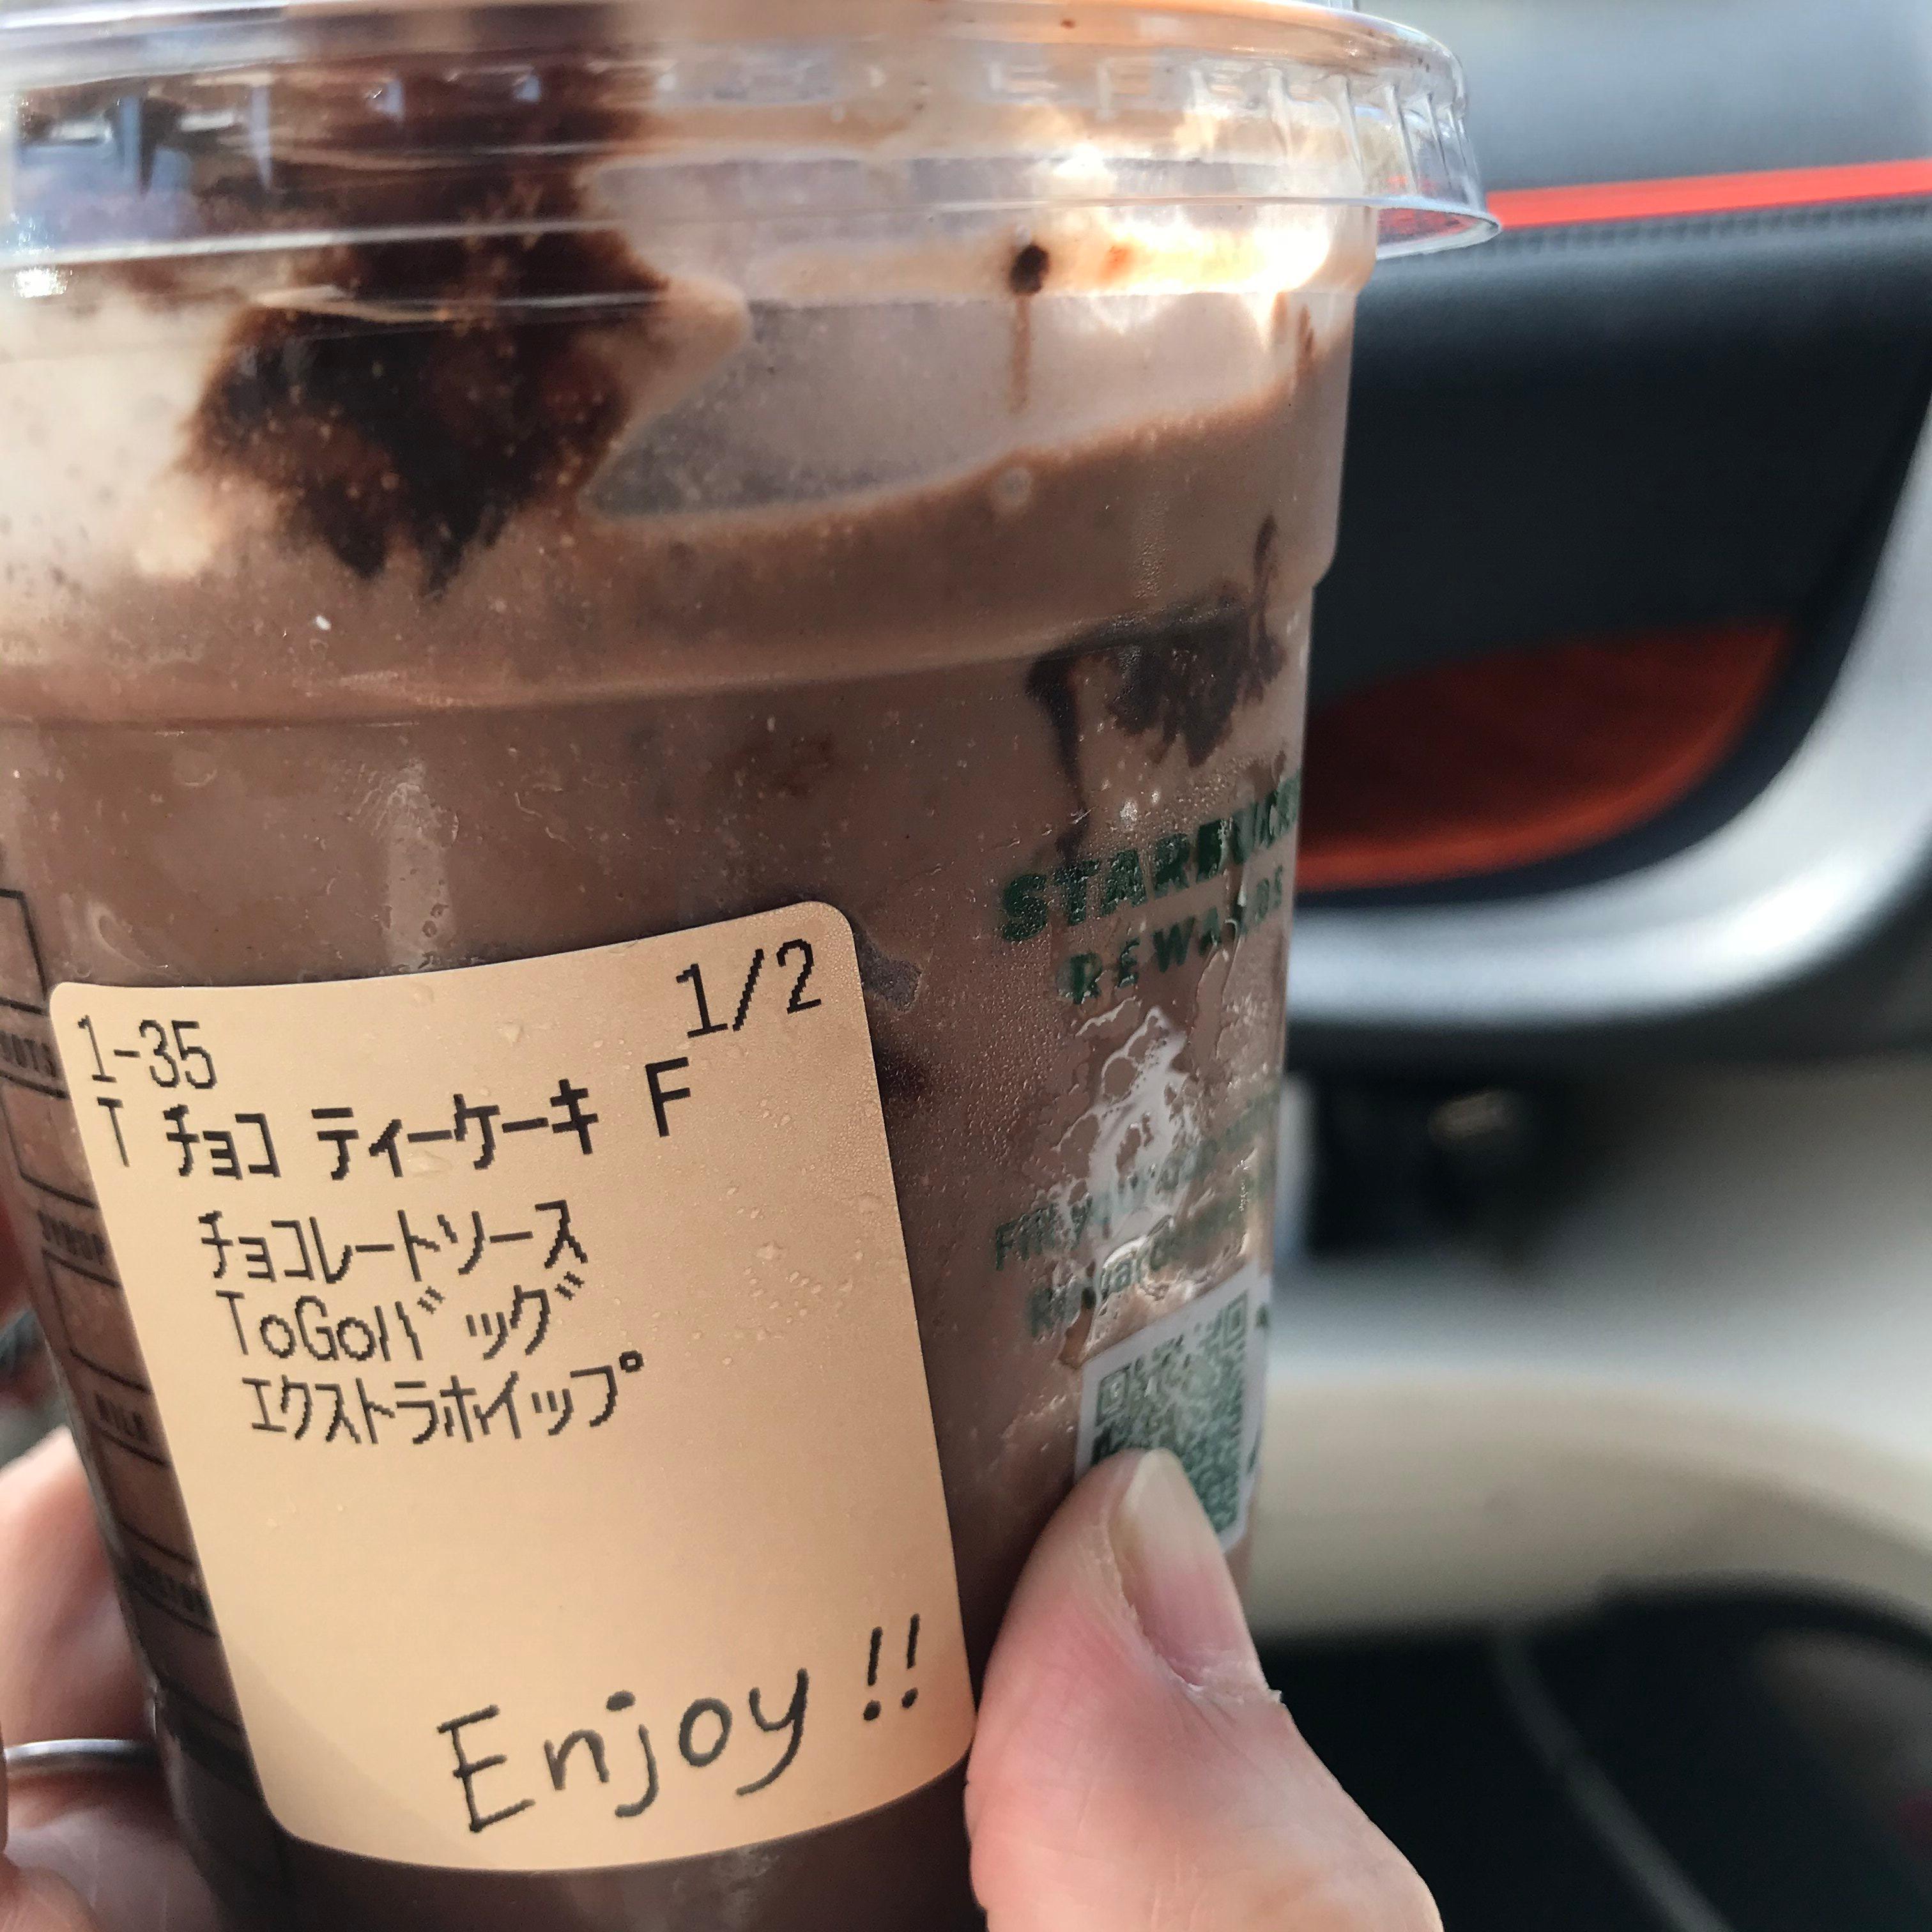 1-35 1/2
T チョコ ティーケーキ F
チョコレートソース
ToGoバッグ
エクストラホイップ
Enjoy!!
STARBUCKS
REWARDS
MILK